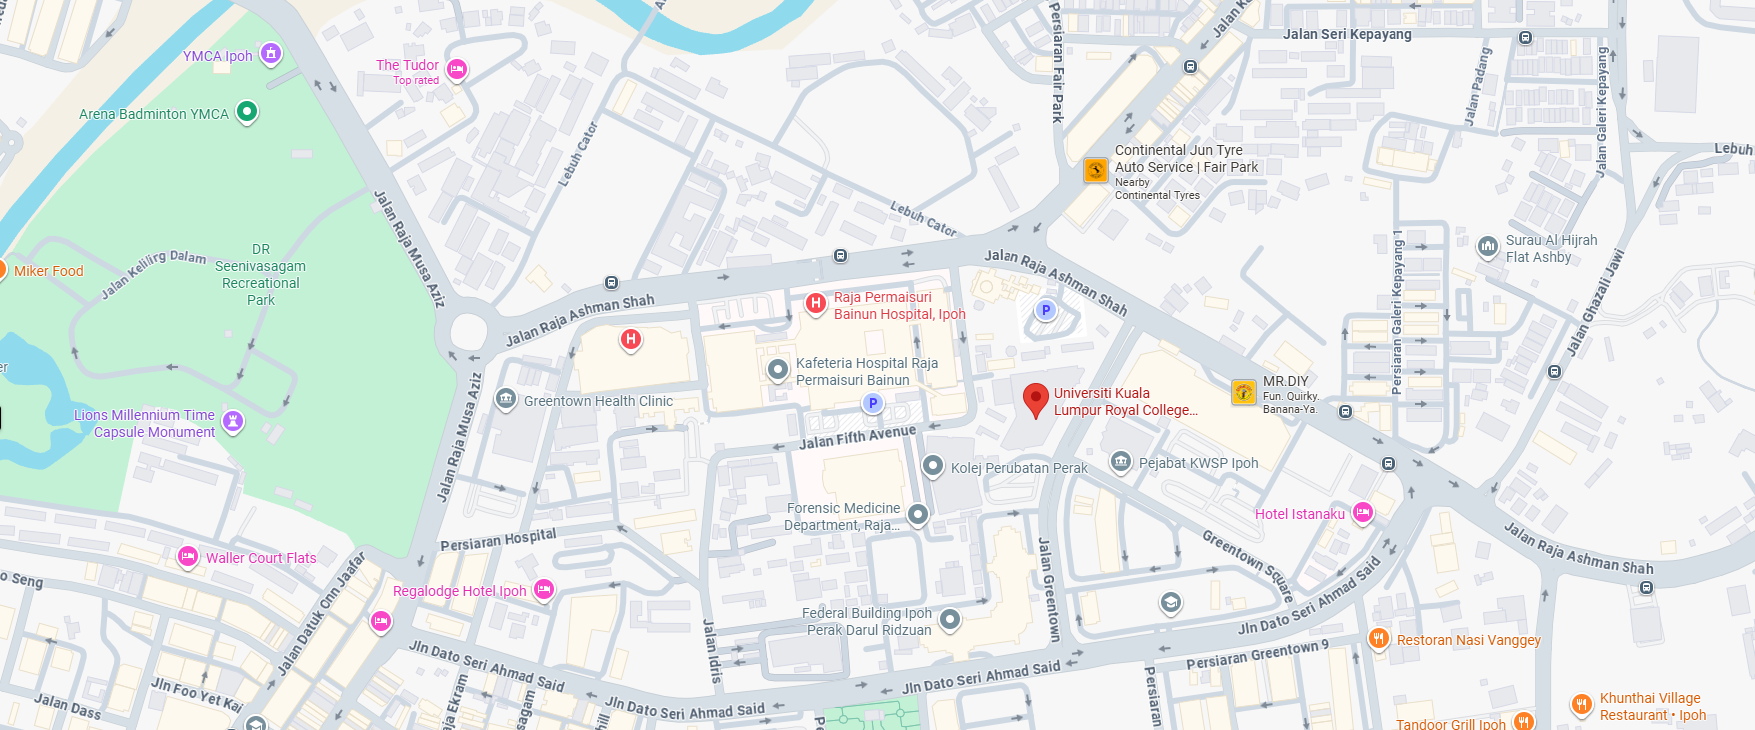 Jalan Seri Kepayang
YMCA Ipoh
The Tudor
Top rated
Persiaran Fair Park
Jalan Padang
Jalan Galeri Kepayang
Arena Badminton YMCA
Lebuh Cator
Continental Jun Tyre
Auto Service | Fair Park
Nearby
Continental Tyres
Lebuh
Jalan Raja Musa Aziz
Lebuh Cator
DR
Seenivasagam
Recreational
Park
Jalan Keliling Dalam
Miker Food
Surau Al Hijrah
Flat Ashby
Jalan Raja Ashman Shah
Jalan Raja Ashman Shah
H
Raja Permaisuri
Bainun Hospital, Ipoh
P
H
Persiaran Galeri Kepayang 1
Jalan Ghazali Jawi
Kafeteria Hospital Raja
Permaisuri Bainun
MR.DIY
Fun. Quirky.
Banana-Ya.
Universiti Kuala
Lumpur Royal College...
Greentown Health Clinic
P
Lions Millennium Time
Capsule Monument
Jalan Raja Musa Aziz
Jalan Fifth Avenue
Kolej Perubatan Perak
Pejabat KWSP Ipoh
Forensic Medicine
Department, Raja...
Hotel Istanaku
Persiaran Hospital
Jalan Greentown
Greentown Square
Jalan Raja Ashman Shah
Waller Court Flats
o Seng
Regalodge Hotel Ipoh
Jalan Datuk Onn Jaafar
Federal Building Ipoh
Perak Darul Ridzuan
Jln Dato Seri Ahmad Said
Jalan Idris
Restoran Nasi Vanggey
Persiaran Greentown 9
Jln Dato Seri Ahmad Said
Jln Dato Seri Ahmad Said
Jln Dato Seri Ahmad Said
Jln Foo Yet Kai
Jalan Dass
Persiaran
Khunthai Village
Restaurant • Ipoh
Tandoor Grill Ipoh